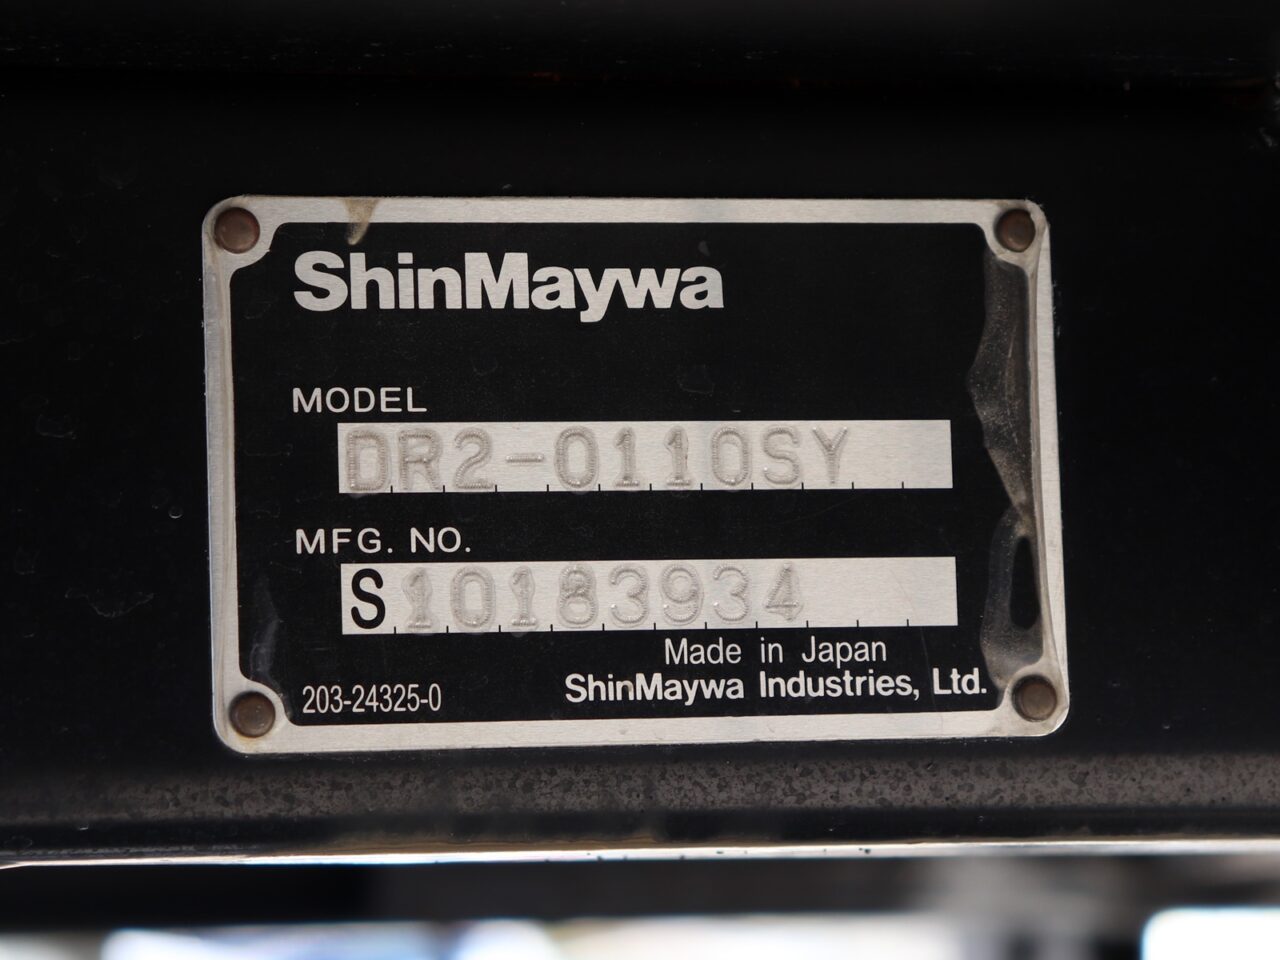 ShinMaywa
MODEL
DR2-0110SY
MFG. NO.
S10183934
Made in Japan
203-24325-0 ShinMaywa Industries, Ltd.